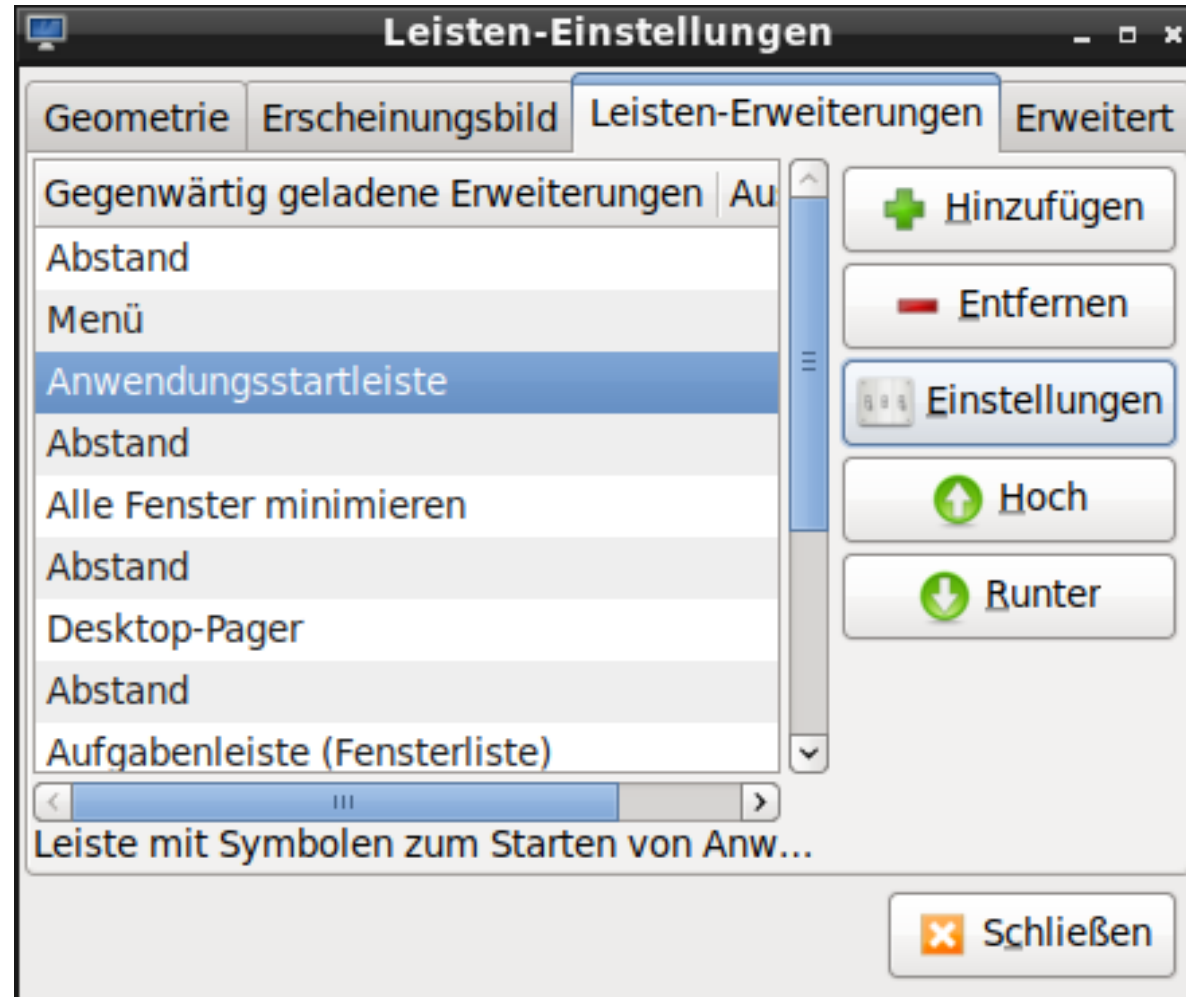 Leisten-Einstellungen
Geometrie Erscheinungsbild Leisten-Erweiterungen Erweitert
Gegenwärtig geladene Erweiterungen Au
Abstand
Menü
Anwendungsstartleiste
Abstand
Alle Fenster minimieren
Abstand
Desktop-Pager
Abstand
Aufgabenleiste (Fensterliste)
Leiste mit Symbolen zum Starten von Anw...
Hinzufügen
Entfernen
Einstellungen
Hoch
Runter
Schließen